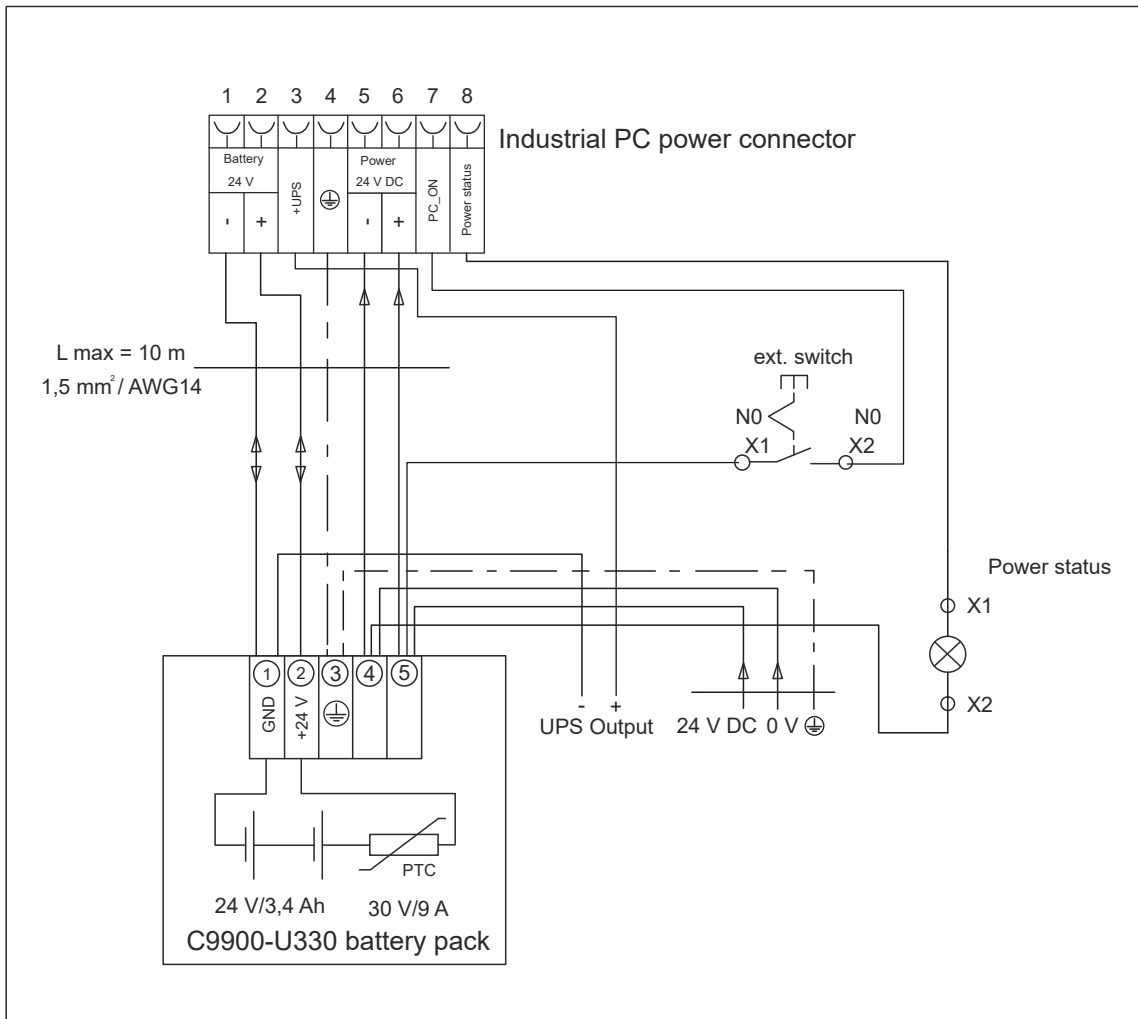 1 2 3 4 5 6 7 8
Industrial PC power connector
Battery
24 V
- +
+UPS
Power
24 V DC
- +
PC_ON
Power status
L max = 10 m
1,5 mm² / AWG14
ext. switch
N0 N0
X1 X2
Power status
X1
X2
1 2 3 4 5
GND
+24 V
- +
UPS Output
24 V DC 0 V
PTC
24 V/3,4 Ah
30 V/9 A
C9900-U330 battery pack